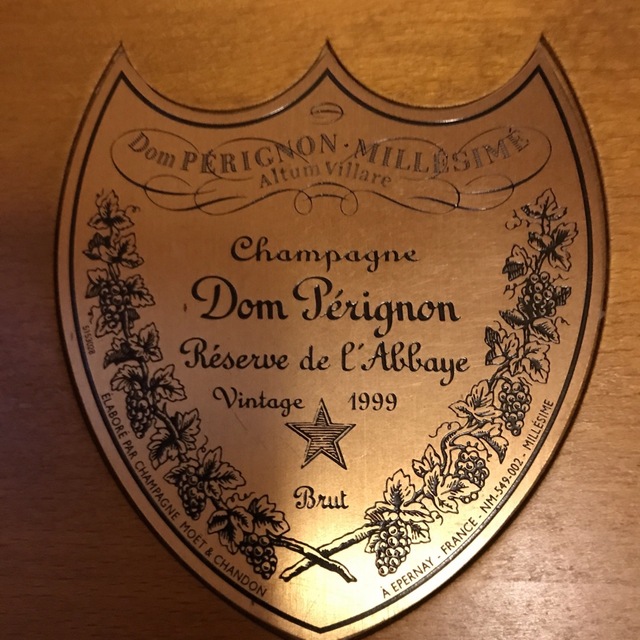 Dom PÉRIGNON · MILLÉSIMÉ
Altum Villare
Champagne
Dom Pérignon
Réserve de l'Abbaye
Vintage 1999
Brut
ÉLABORÉ PAR CHAMPAGNE MOËT & CHANDON
À EPERNAY - FRANCE - NM-549-002 - MILLÉSIME